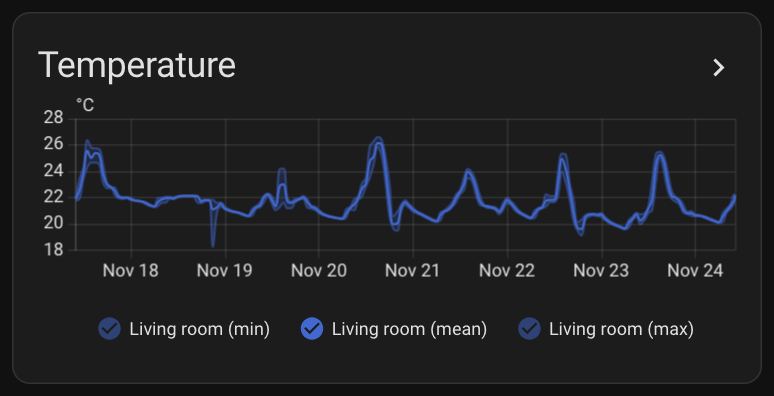 Temperature
°C
28
26
24
22
20
18
Nov 18 Nov 19 Nov 20 Nov 21 Nov 22 Nov 23 Nov 24
Living room (min) Living room (mean) Living room (max)